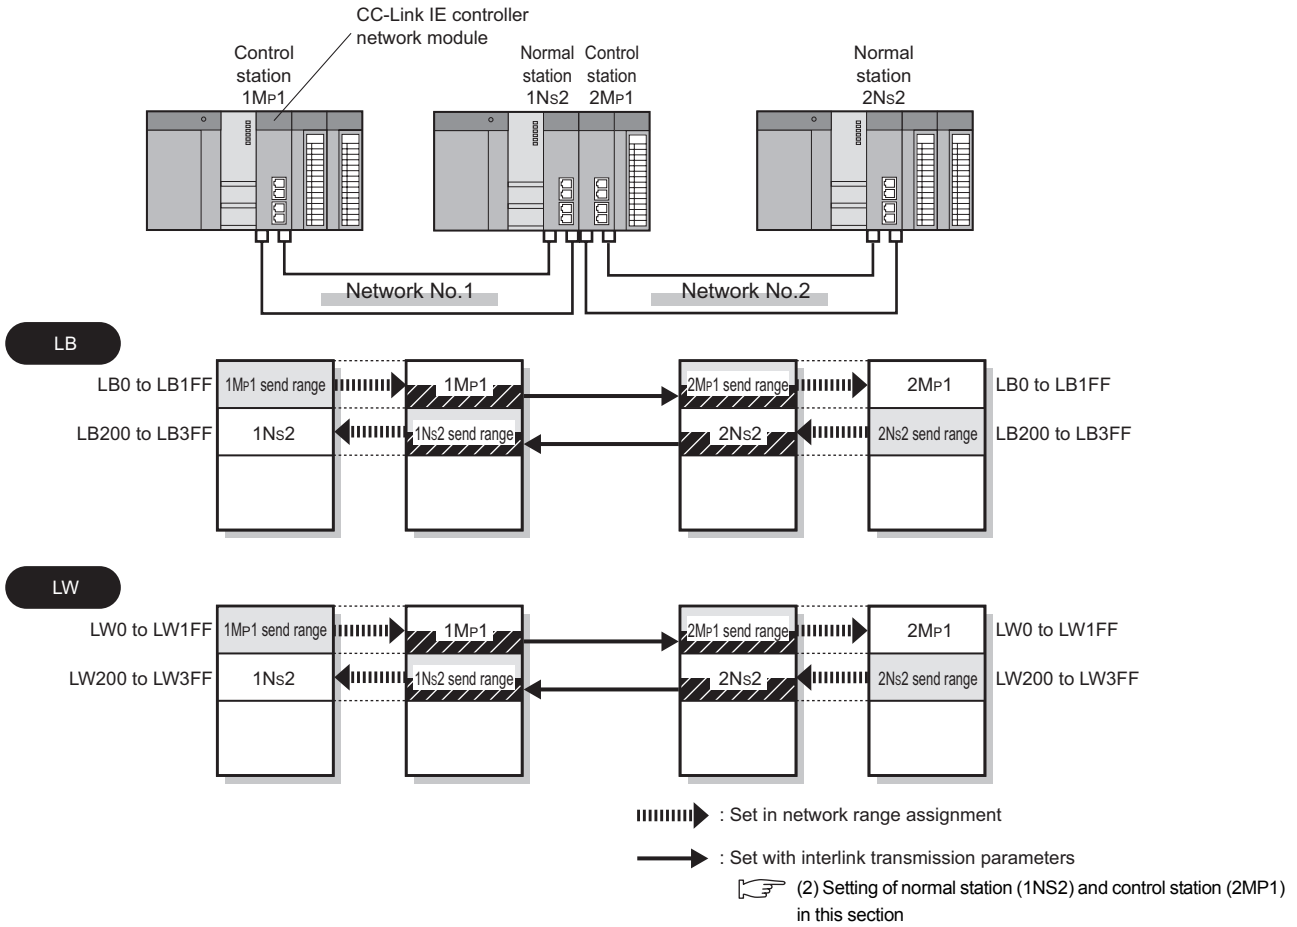 CC-Link IE controller
network module
Control
station
1MP1
Normal
station
1NS2
Control
station
2MP1
Normal
station
2NS2
Network No.1
Network No.2
LB
LB0 to LB1FF
1MP1 send range
1MP1
2MP1 send range
2MP1
LB0 to LB1FF
LB200 to LB3FF
1NS2
1NS2 send range
2NS2
2NS2 send range
LB200 to LB3FF
LW
LW0 to LW1FF
1MP1 send range
1MP1
2MP1 send range
2MP1
LW0 to LW1FF
LW200 to LW3FF
1NS2
1NS2 send range
2NS2
2NS2 send range
LW200 to LW3FF
: Set in network range assignment
: Set with interlink transmission parameters
(2) Setting of normal station (1NS2) and control station (2MP1)
in this section